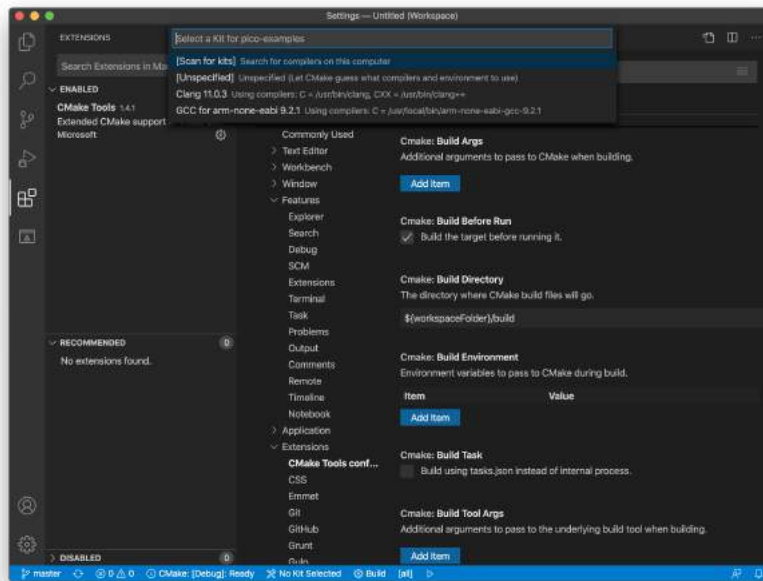 Settings — Untitled (Workspace)
EXTENSIONS
Search Extensions in Ma
Select a Kit for pico-examples
[Scan for kits] Search for compilers on this computer
[Unspecified] Unspecified (Let CMake guess what compilers and environment to use)
Clang 11.0.3 Using compilers: C = /usr/bin/clang, CXX = /usr/bin/clang++
GCC for arm-none-eabi 9.2.1 Using compilers: C = /usr/local/bin/arm-none-eabi-gcc-9.2.1
ENABLED
CMake Tools 1.4.1
Extended CMake support
Microsoft
RECOMMENDED 0
No extensions found.
DISABLED 0
Commonly Used
Text Editor
Workbench
Window
Features
Explorer
Search
Debug
SCM
Extensions
Terminal
Task
Problems
Output
Comments
Remote
Timeline
Notebook
Application
Extensions
CMake Tools conf...
CSS
Emmet
Git
GitHub
Grunt
Gulp
Cmake: Build Args
Additional arguments to pass to CMake when building.
Add Item
Cmake: Build Before Run
Build the target before running it.
Cmake: Build Directory
The directory where CMake build files will go.
${workspaceFolder}/build
Cmake: Build Environment
Environment variables to pass to CMake during build.
Item Value
Add Item
Cmake: Build Task
Build using tasks.json instead of internal process.
Cmake: Build Tool Args
Additional arguments to pass to the underlying build tool when building.
Add Item
master 0 0 CMake: [Debug]: Ready No Kit Selected Build [all]